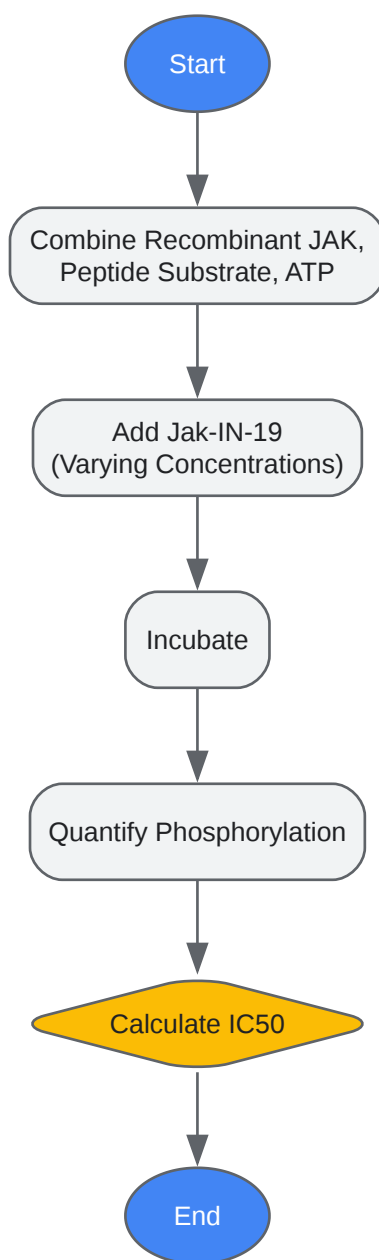 Start
Combine Recombinant JAK,
Peptide Substrate, ATP
Add Jak-IN-19
(Varying Concentrations)
Incubate
Quantify Phosphorylation
Calculate IC50
End